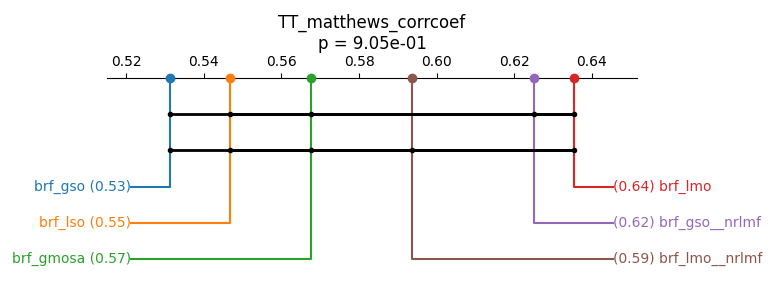 TT_matthews_corrcoef
p = 9.05e-01
0.52 0.54 0.56 0.58 0.60 0.62 0.64
brf_gso (0.53) (0.64) brf_lmo
brf_lso (0.55) (0.62) brf_gso__nrlmf
brf_gmosa (0.57) (0.59) brf_lmo__nrlmf